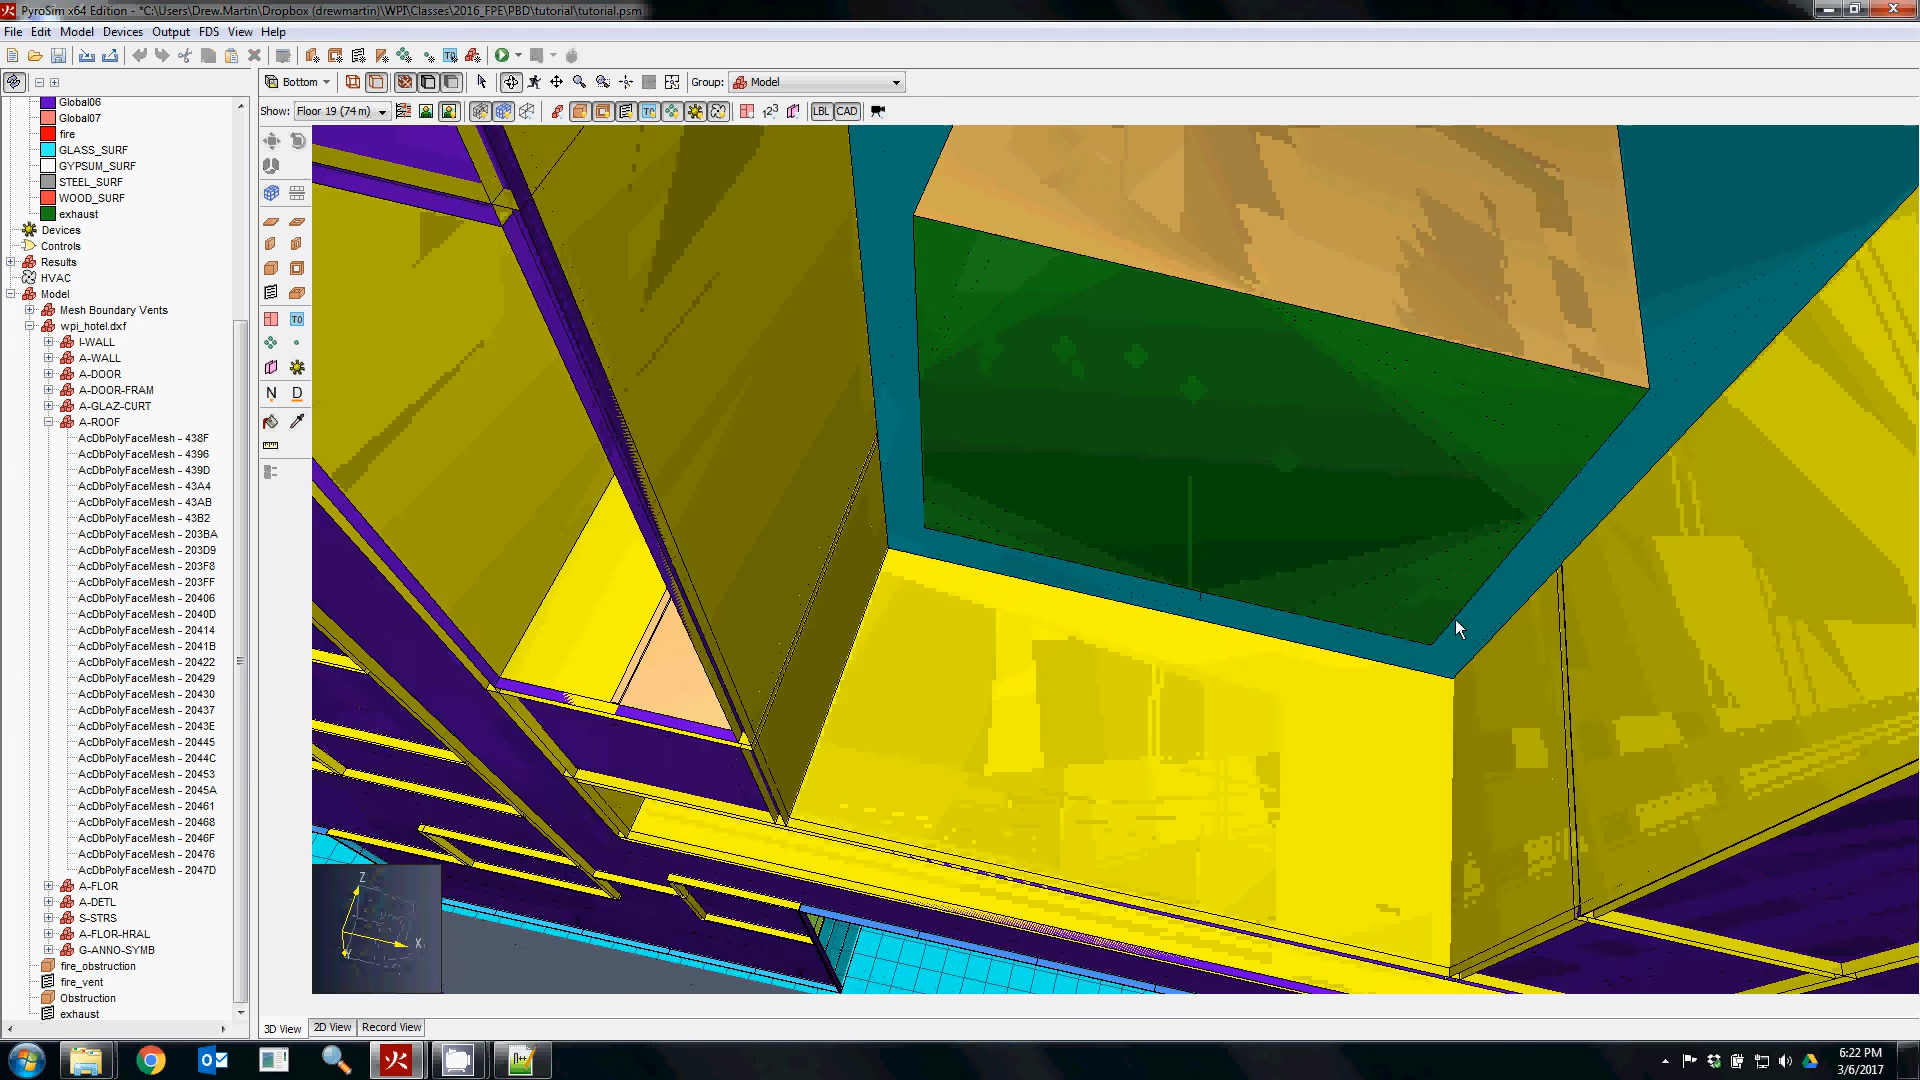 PyroSim x64 Edition - *C:\Users\Drew.Martin\Dropbox (drewmartin)\WPI\Classes\2016_FPE\PBD\tutorial\tutorial.psm
File Edit Model Devices Output FDS View Help
Bottom Group: Model
Show: Floor 19 (74 m) LBL CAD
Global06
Global07
fire
GLASS_SURF
GYPSUM_SURF
STEEL_SURF
WOOD_SURF
exhaust
Devices
Controls
Results
HVAC
Model
Mesh Boundary Vents
wpi_hotel.dxf
I-WALL
A-WALL
A-DOOR
A-DOOR-FRAM
A-GLAZ-CURT
A-ROOF
AcDbPolyFaceMesh - 438F
AcDbPolyFaceMesh - 4396
AcDbPolyFaceMesh - 439D
AcDbPolyFaceMesh - 43A4
AcDbPolyFaceMesh - 43AB
AcDbPolyFaceMesh - 43B2
AcDbPolyFaceMesh - 203BA
AcDbPolyFaceMesh - 203D9
AcDbPolyFaceMesh - 203F8
AcDbPolyFaceMesh - 203FF
AcDbPolyFaceMesh - 20406
AcDbPolyFaceMesh - 2040D
AcDbPolyFaceMesh - 20414
AcDbPolyFaceMesh - 2041B
AcDbPolyFaceMesh - 20422
AcDbPolyFaceMesh - 20429
AcDbPolyFaceMesh - 20430
AcDbPolyFaceMesh - 20437
AcDbPolyFaceMesh - 2043E
AcDbPolyFaceMesh - 20445
AcDbPolyFaceMesh - 2044C
AcDbPolyFaceMesh - 20453
AcDbPolyFaceMesh - 2045A
AcDbPolyFaceMesh - 20461
AcDbPolyFaceMesh - 20468
AcDbPolyFaceMesh - 2046F
AcDbPolyFaceMesh - 20476
AcDbPolyFaceMesh - 2047D
A-FLOR
A-DETL
S-STRS
A-FLOR-HRAL
G-ANNO-SYMB
fire_obstruction
fire_vent
Obstruction
exhaust
T0
N D
Z
X
3D View 2D View Record View
6:22 PM
3/6/2017